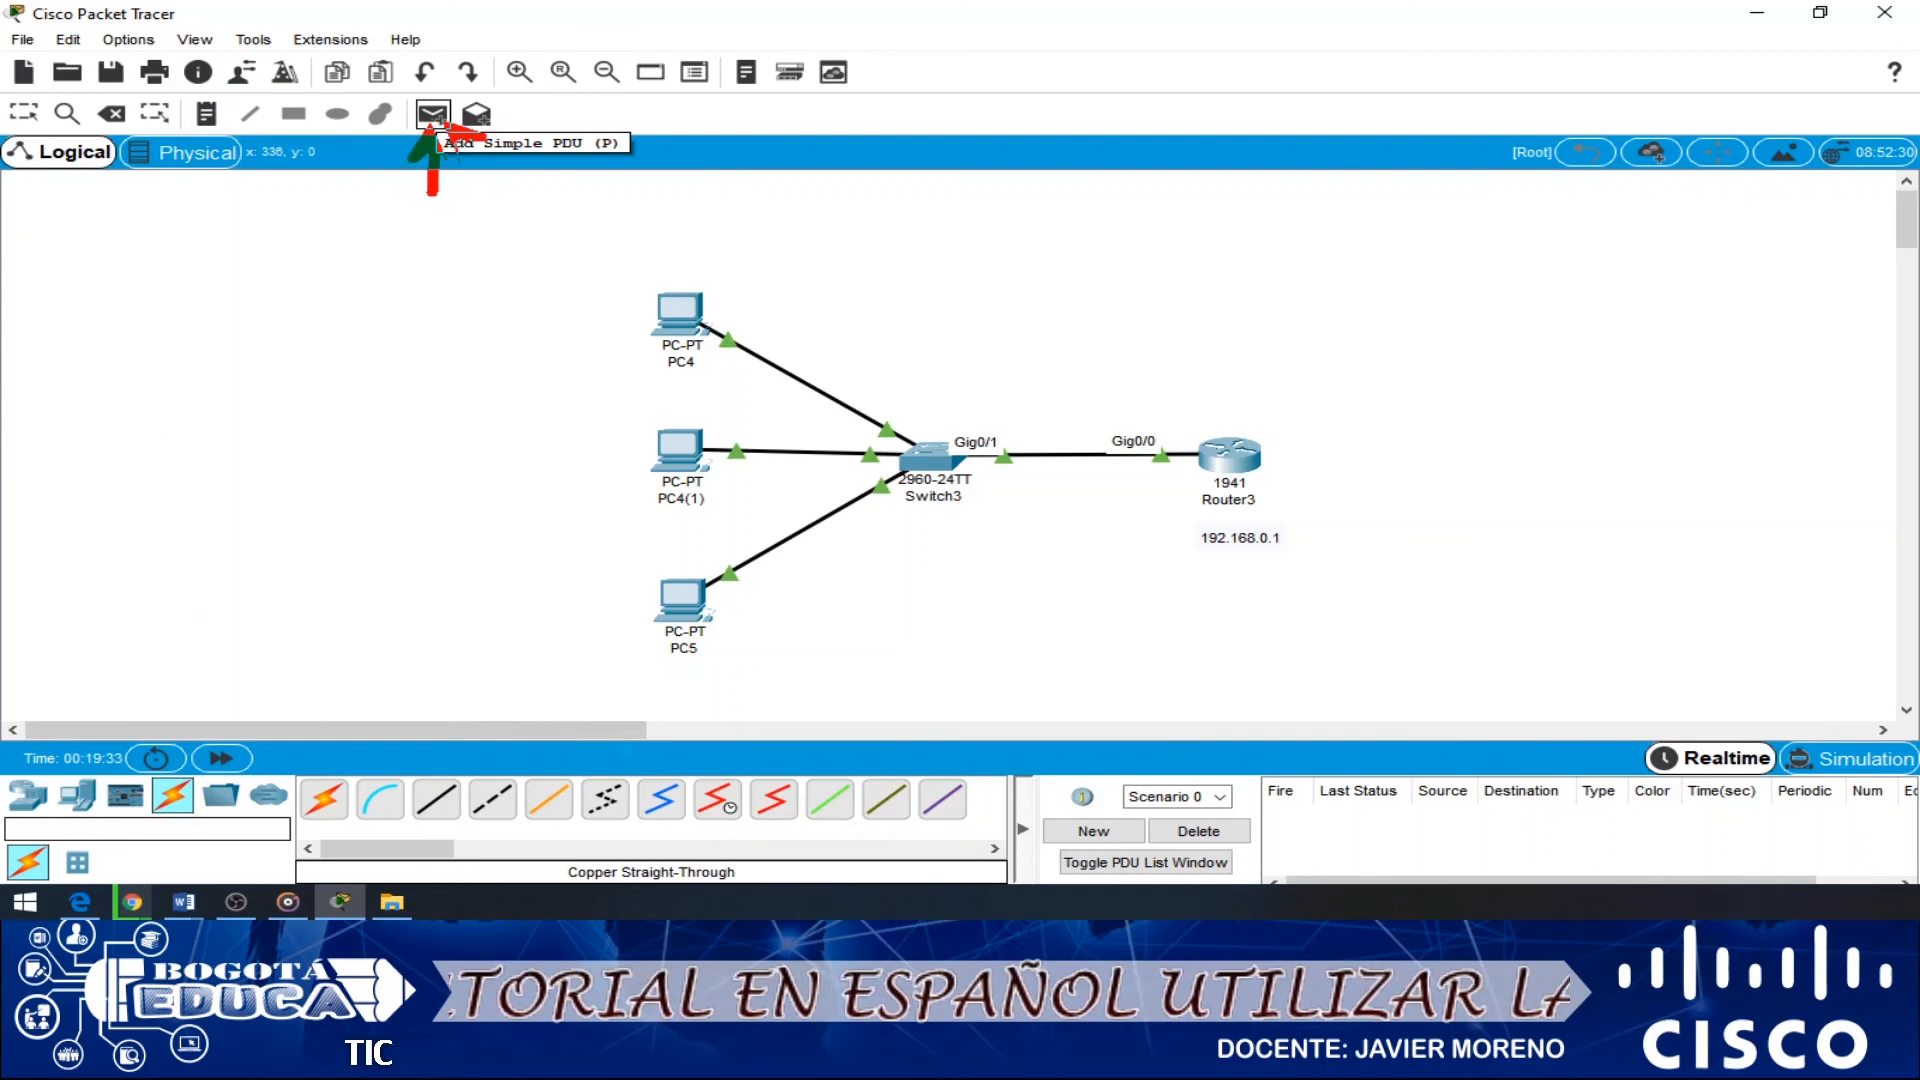 Cisco Packet Tracer
File Edit Options View Tools Extensions Help
?
Add Simple PDU (P)
Logical Physical x: 336, y: 0 [Root] 08:52:30
PC-PT
PC4
PC-PT
PC4(1)
Gig0/1
2960-24TT
Switch3
Gig0/0
1941
Router3
192.168.0.1
PC-PT
PC5
Time: 00:19:33 Realtime Simulation
Scenario 0
New Delete
Toggle PDU List Window
Fire Last Status Source Destination Type Color Time(sec) Periodic Num
Copper Straight-Through
BOGOTÁ
EDUCA
TIC
TORIAL EN ESPAÑOL UTILIZAR LA
DOCENTE: JAVIER MORENO
CISCO